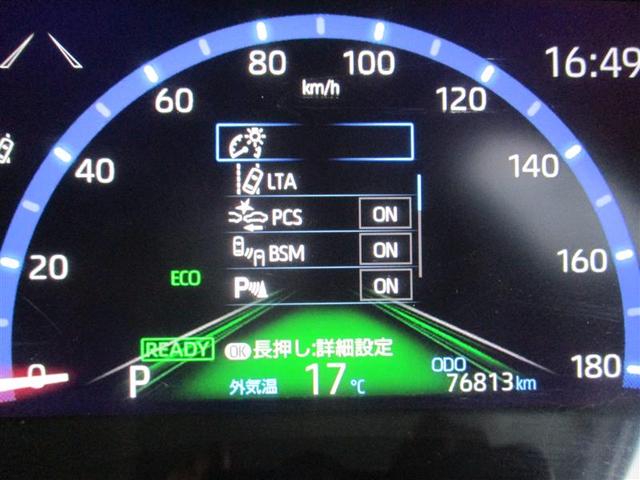 80
100
16:49
km/h
60
120
40
140
LTA
PCS ON
BSM ON
20
160
ECO
P ON
READY
OK 長押し:詳細設定
0
P
外気温 17 ℃
ODO
76813 km
180